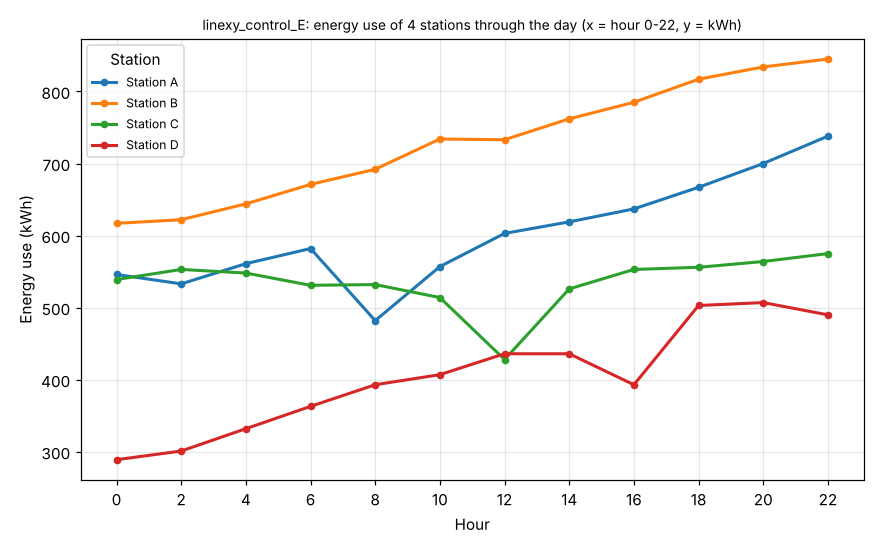 linexy_control_E: energy use of 4 stations through the day (x = hour 0-22, y = kWh)
Station
Station A
Station B
Station C
Station D
Energy use (kWh)
800
700
600
500
400
300
0 2 4 6 8 10 12 14 16 18 20 22
Hour